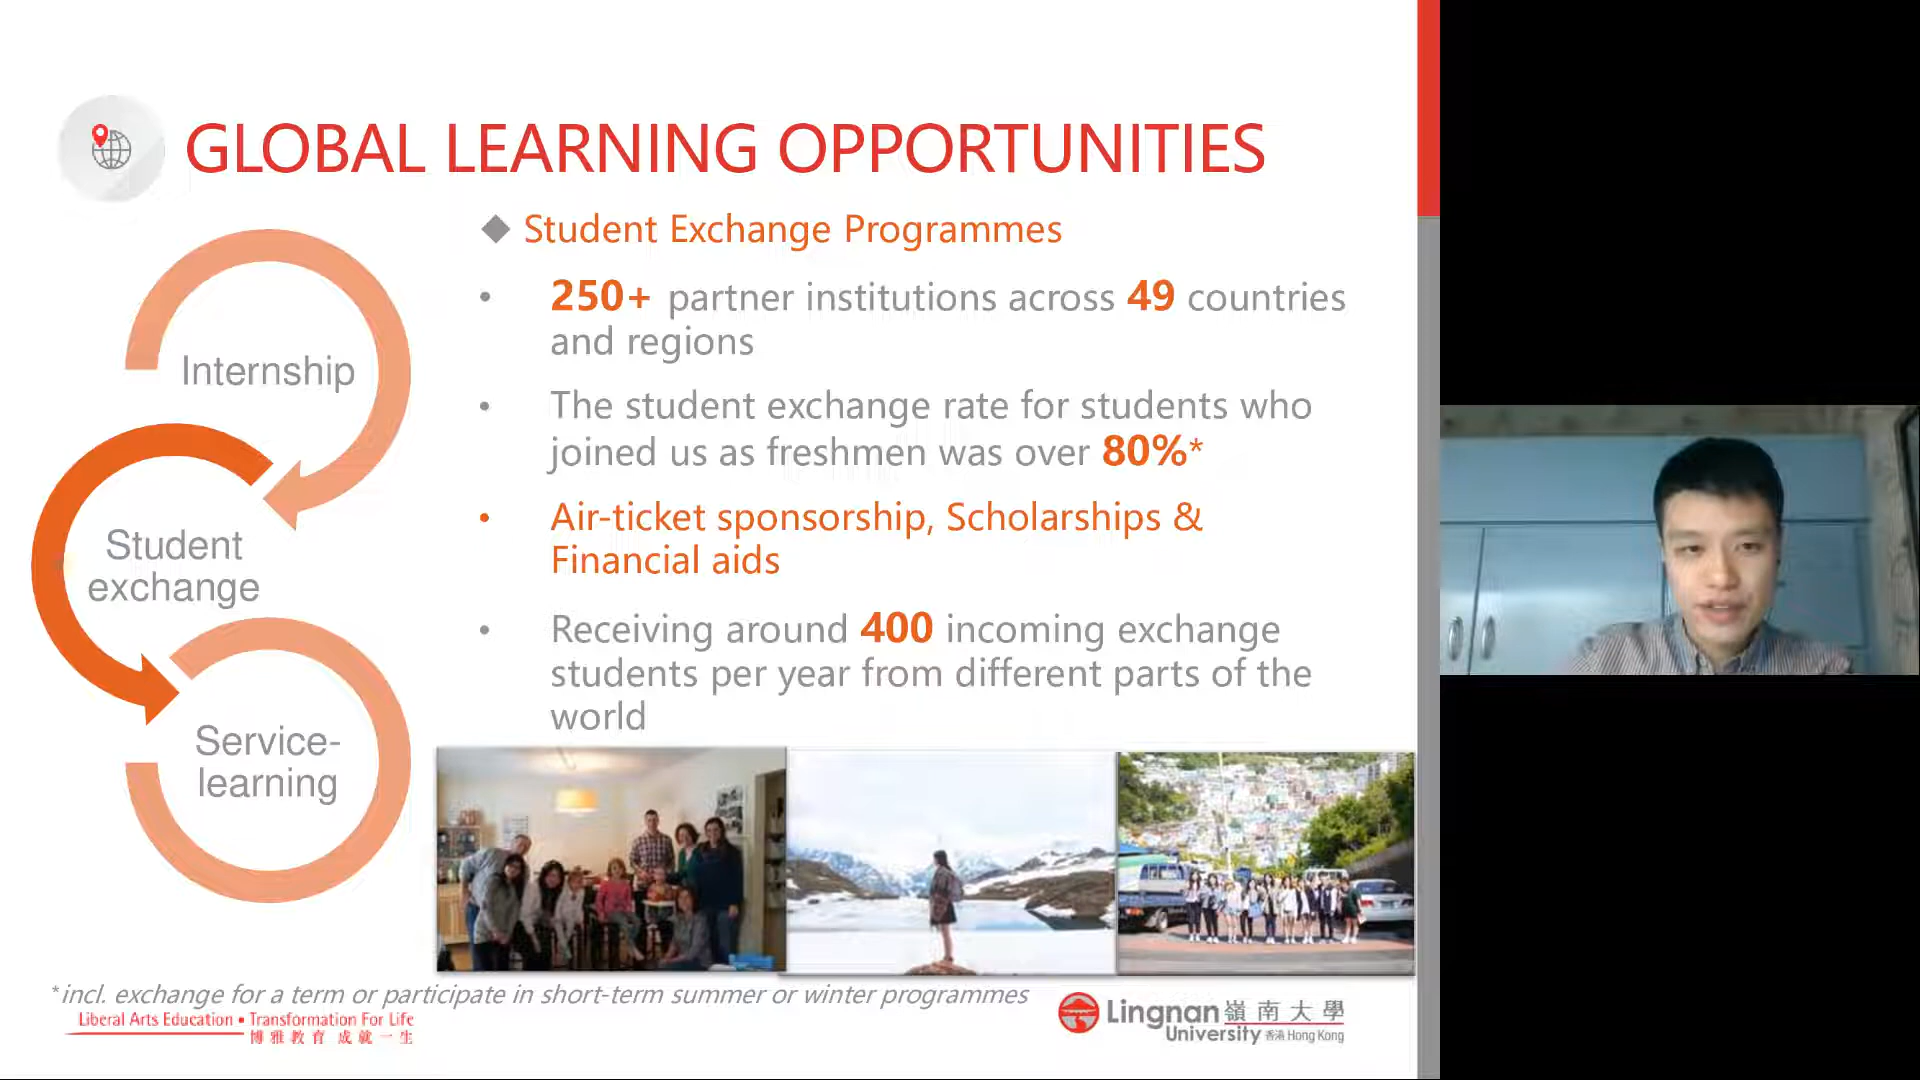 GLOBAL LEARNING OPPORTUNITIES
Internship
Student
exchange
Service-
learning
Student Exchange Programmes
• 250+ partner institutions across 49 countries
and regions
• The student exchange rate for students who
joined us as freshmen was over 80%*
• Air-ticket sponsorship, Scholarships &
Financial aids
• Receiving around 400 incoming exchange
students per year from different parts of the
world
*incl. exchange for a term or participate in short-term summer or winter programmes
Liberal Arts Education • Transformation For Life
博雅教育 成就一生
Lingnan 嶺南大學
University 香港 Hong Kong